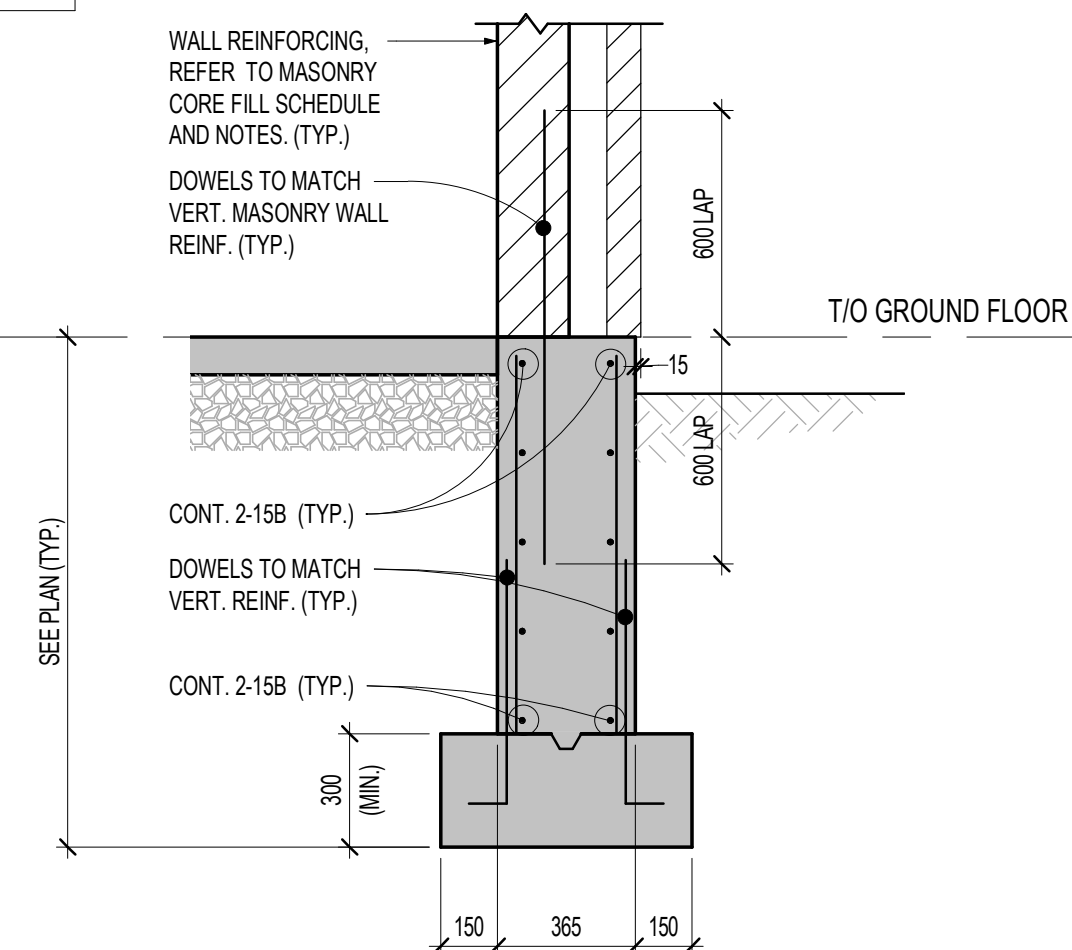 WALL REINFORCING,
REFER TO MASONRY
CORE FILL SCHEDULE
AND NOTES. (TYP.)
DOWELS TO MATCH
VERT. MASONRY WALL
REINF. (TYP.)
600 LAP
T/O GROUND FLOOR
15
600 LAP
CONT. 2-15B (TYP.)
DOWELS TO MATCH
VERT. REINF. (TYP.)
SEE PLAN (TYP.)
CONT. 2-15B (TYP.)
300
(MIN.)
150
365
150